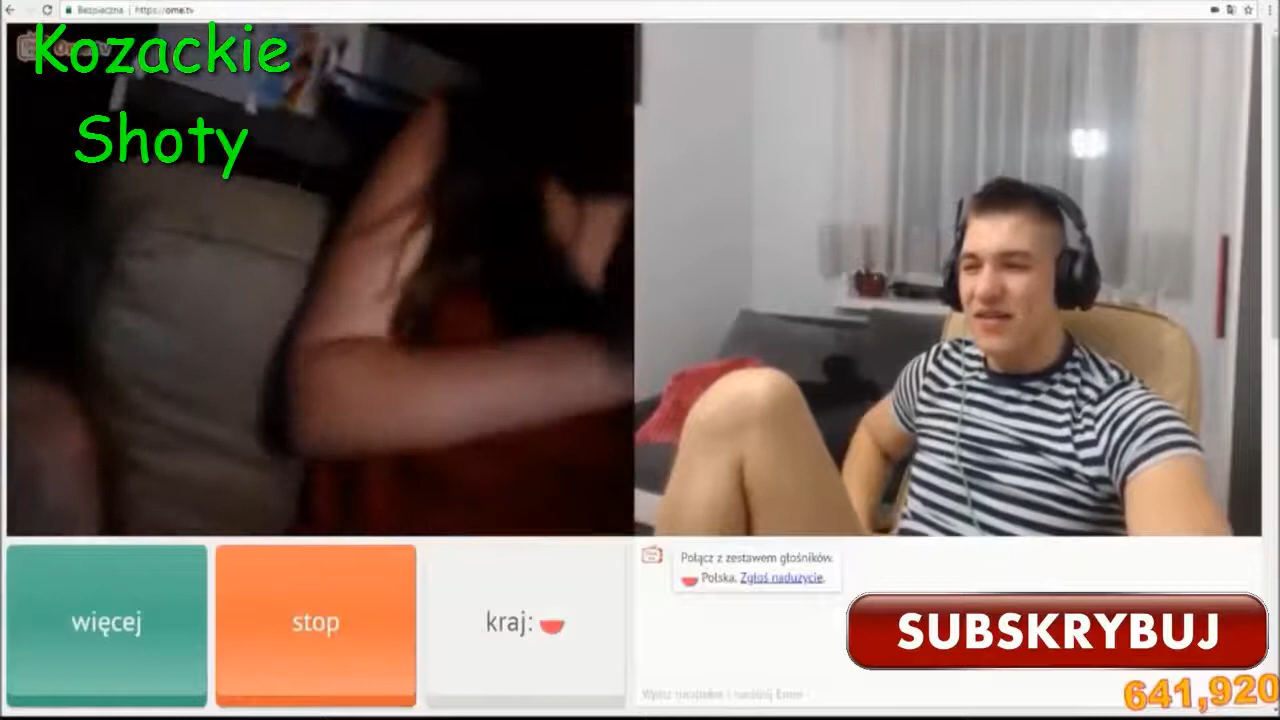 Bezpieczna | https://ome.tv
Kozackie
Shoty
więcej
stop
kraj:
Połącz z zestawem głośników.
Polska. Zgłoś nadużycie.
SUBSKRYBUJ
641,920